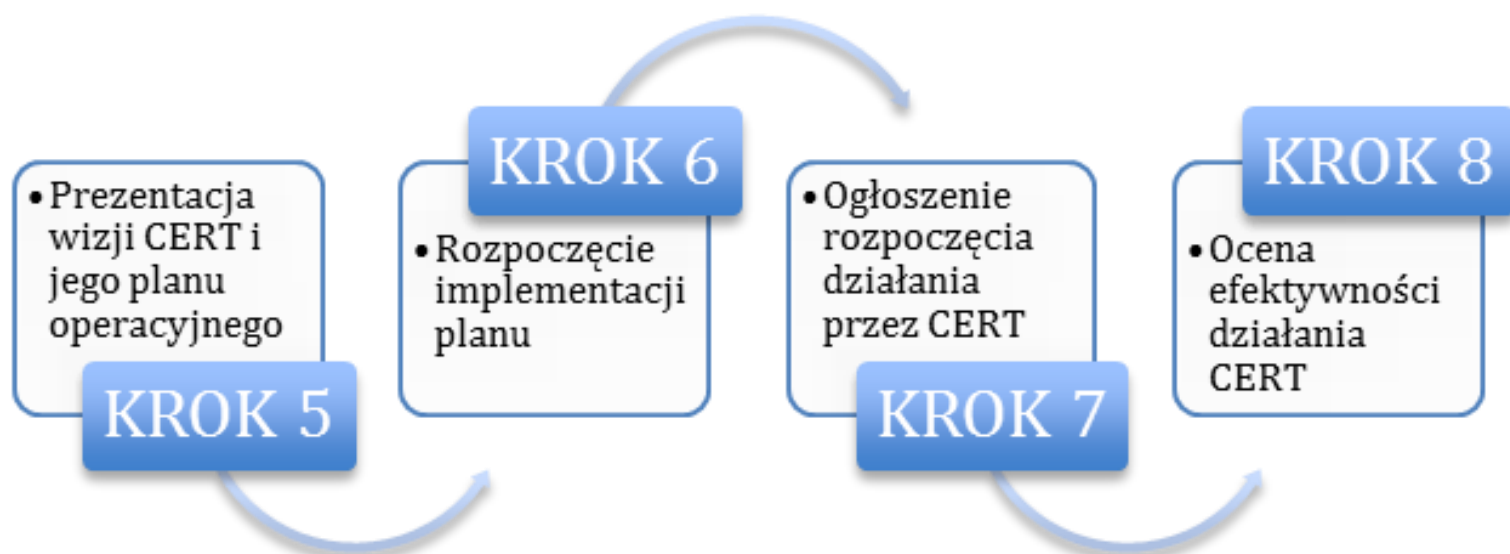 • Prezentacja
wizji CERT i
jego planu
operacyjnego
KROK 5
KROK 6
• Rozpoczęcie
implementacji
planu
• Ogłoszenie
rozpoczęcia
działania
przez CERT
KROK 7
KROK 8
• Ocena
efektywności
działania
CERT